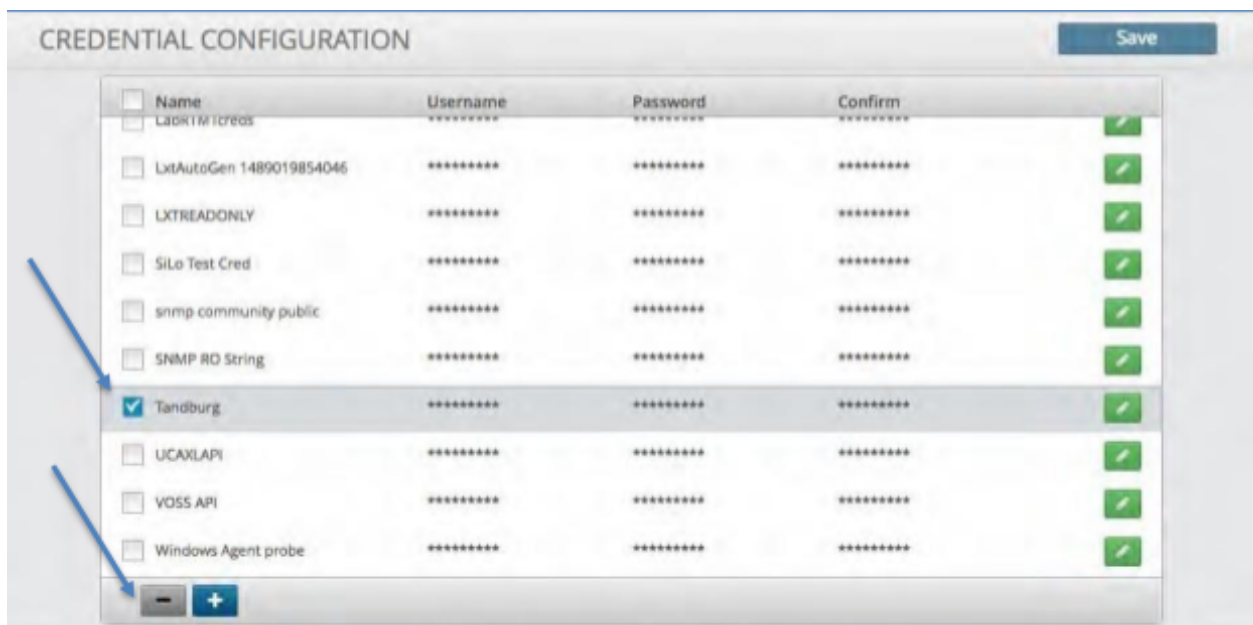 CREDENTIAL CONFIGURATION Save
Name Username Password Confirm
LabRTMTcreds ********* ********* *********
LxtAutoGen 1489019854046 ********* ********* *********
LXTREADONLY ********* ********* *********
SiLo Test Cred ********* ********* *********
snmp community public ********* ********* *********
SNMP RO String ********* ********* *********
Tandburg ********* ********* *********
UCAXLAPI ********* ********* *********
VOSS API ********* ********* *********
Windows Agent probe ********* ********* *********